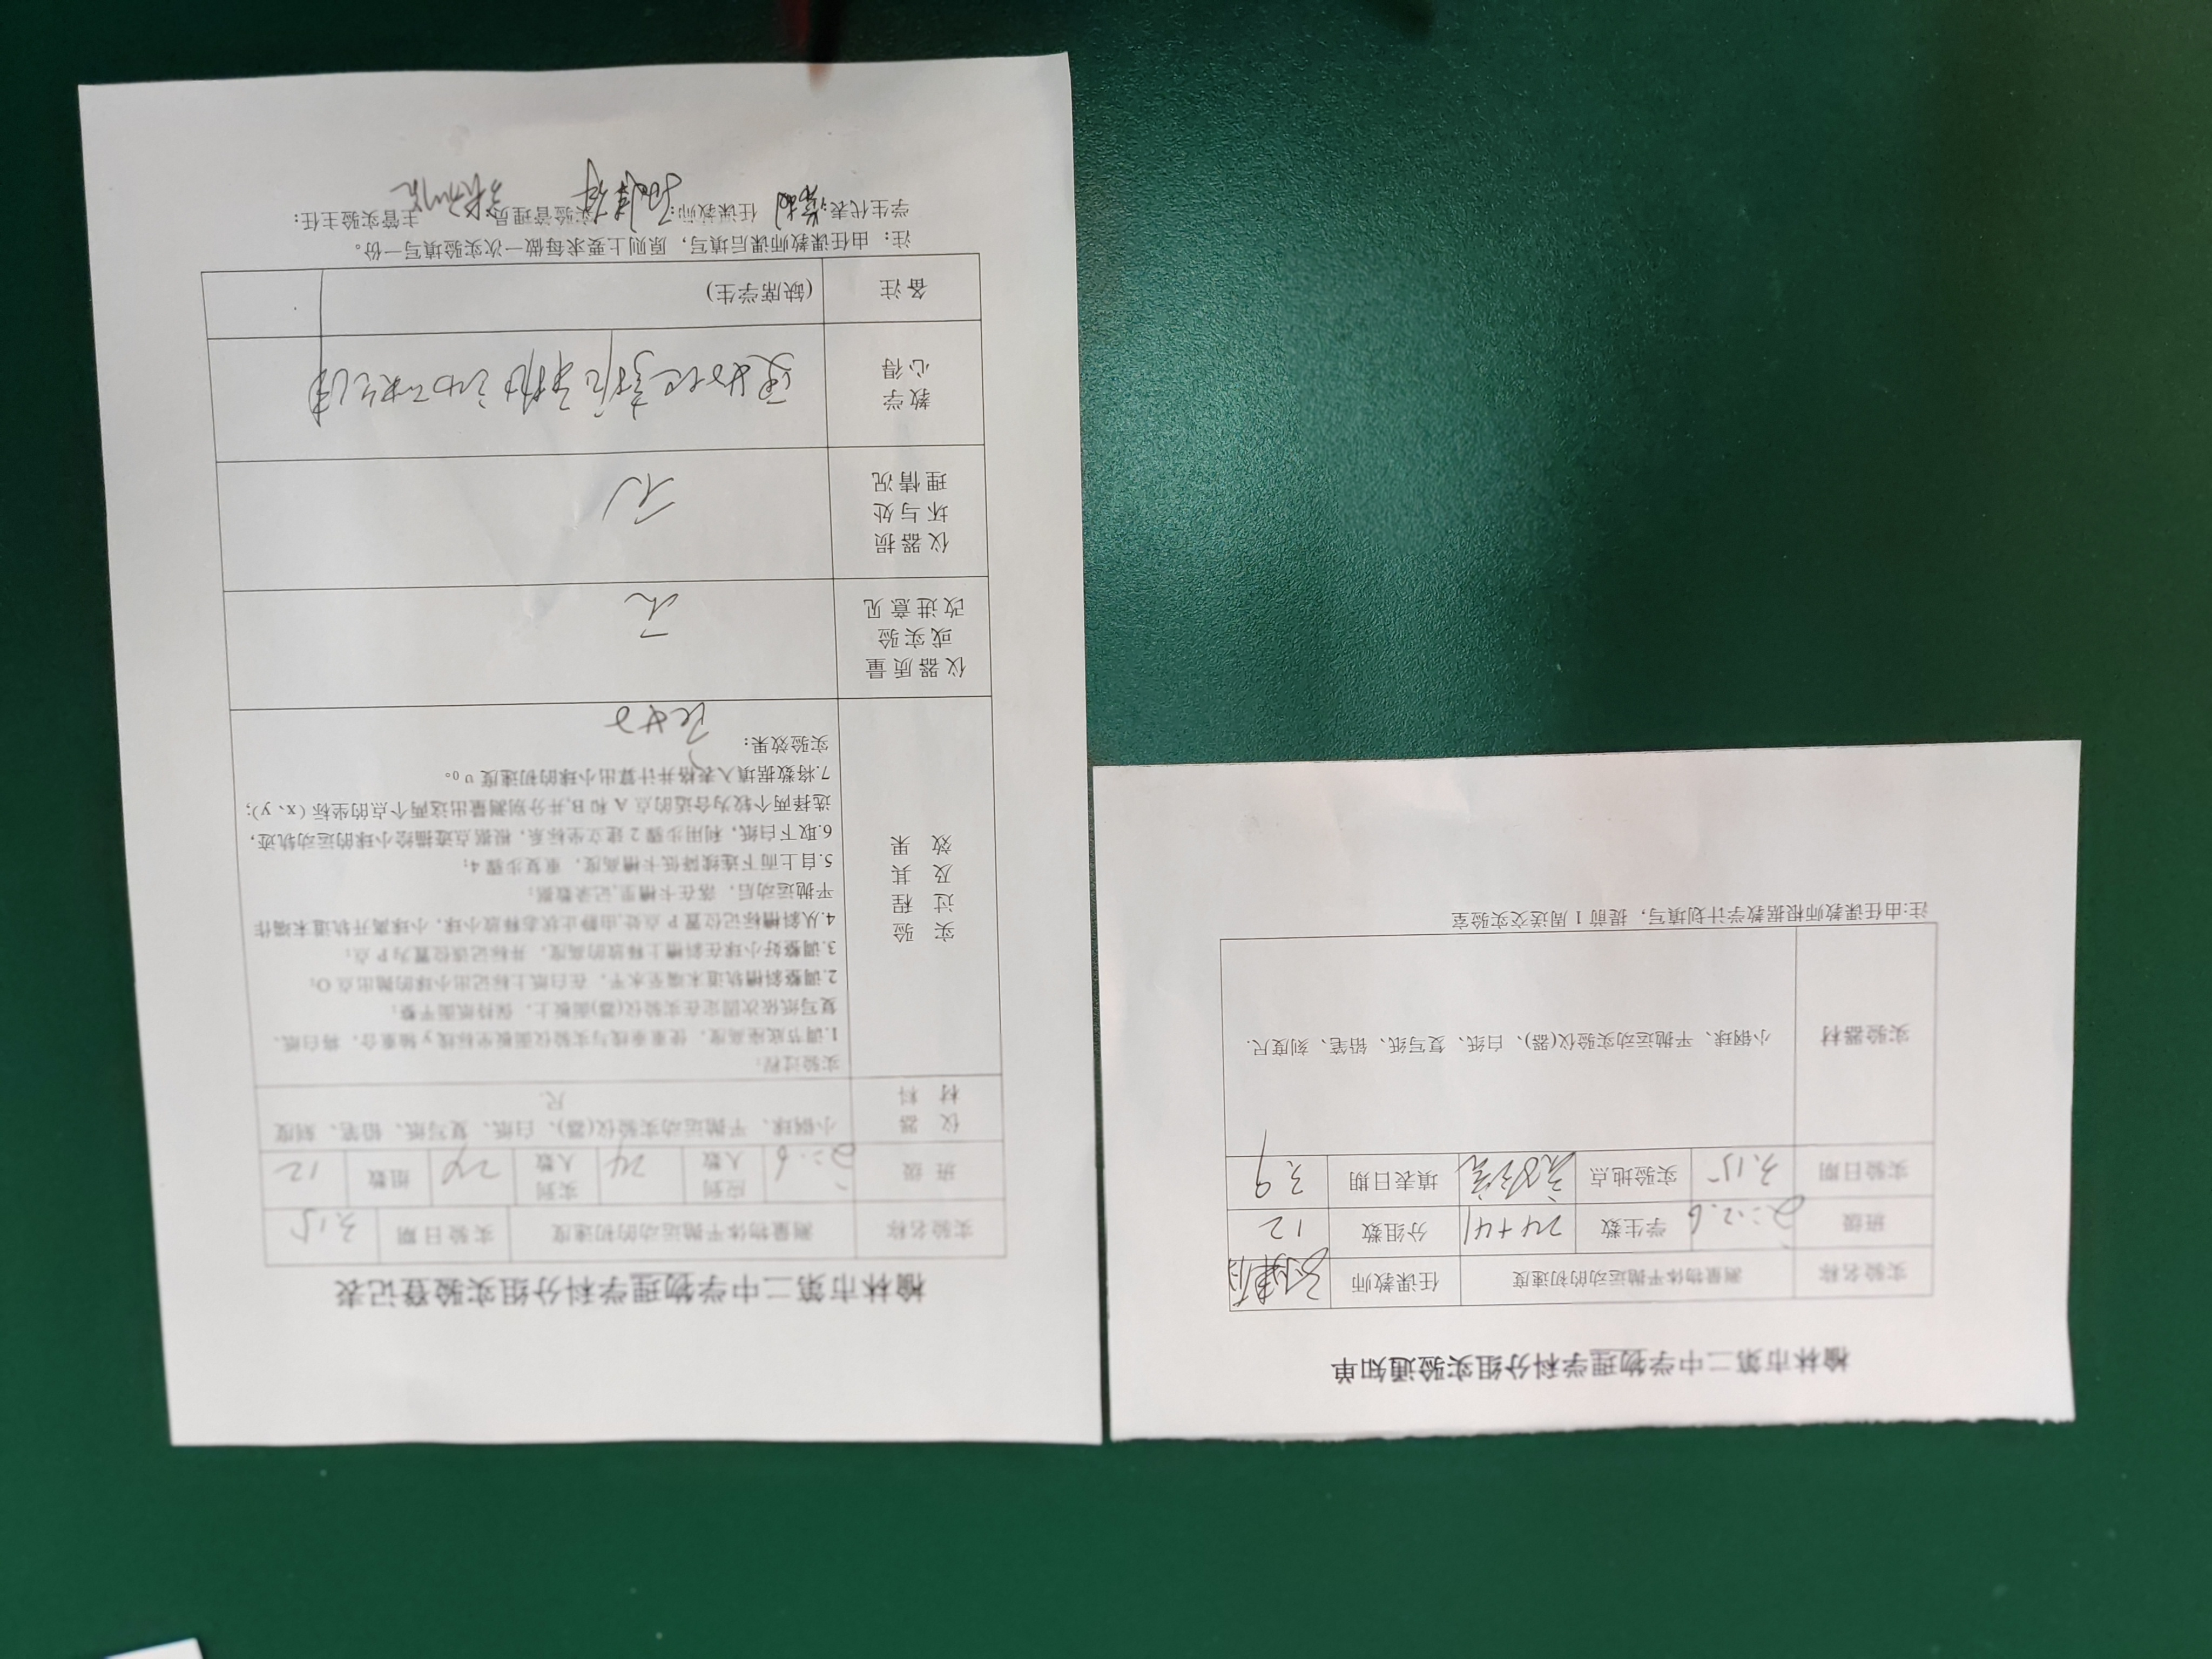 榆林市第二中学物理学科分组实验通知单
实验名称 测量物体平抛运动的初速度 任课教师
班级 学生数 24+41 分组数 12
实验日期 3.15 实验地点 实验室 填表日期 3.9
实验器材 小钢球、平抛运动实验仪(器)、白纸、复写纸、铅笔、刻度尺.
注:由任课教师根据教学计划填写，提前 1 周送交实验室
榆林市第二中学物理学科分组实验登记表
实验名称 测量物体平抛运动的初速度 实验日期 3.15
班级 应到人数 24 实到人数 24 组数 12
仪器材料 小钢球、平抛运动实验仪(器)、白纸、复写纸、铅笔、刻度
尺.
实验过程及其效果
实验过程:
1.调节底座高度，使重垂线与实验仪面板坐标线 y 轴重合，将白纸、
复写纸依次固定在实验仪(器)面板上，保持纸面平整；
2.调整斜槽轨道末端至水平，在白纸上标记出小球的抛出点 O；
3.调整好小球在斜槽上释放的高度，并标记该位置为 P 点；
4.从斜槽标记位置 P 点处,由静止状态释放小球，小球离开轨道末端作
平抛运动后，落在卡槽里,记录数据；
5.自上而下连续降低卡槽高度，重复步骤 4；
6.取下白纸，利用步骤 2 建立坐标系，根据点迹描绘小球的运动轨迹，
选择两个较为合适的点 A 和 B,并分别测量出这两个点的坐标（x、y）；
7.将数据填入表格并计算出小球的初速度 υ₀。
实验效果:
良好
仪器质量或实验改进意见 无
仪器损坏与处理情况 无
教学心得
备注 (缺席学生)
注：由任课教师课后填写，原则上要求每做一次实验填写一份。
学生代表: 任课教师: 实验管理员 主管实验主任: